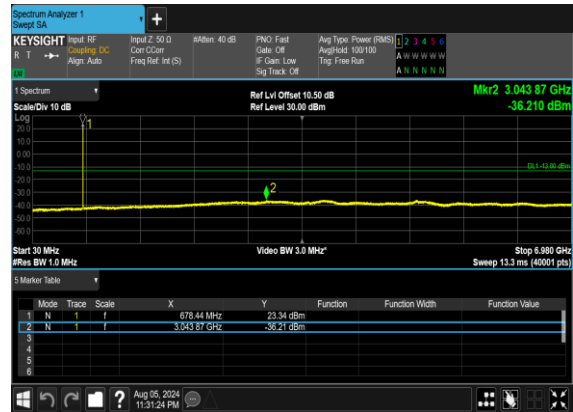 Spectrum Analyzer 1
Swept SA
+
KEYSIGHT Input: RF Input Z: 50 Ω #Atten: 40 dB PNO: Fast Avg Type: Power (RMS) 1 2 3 4 5 6
R T Coupling: DC Corr CCorr Gate: Off Avg|Hold: 100/100 A W W W W W
Align: Auto Freq Ref: Int (S) IF Gain: Low Trig: Free Run
LW Sig Track: Off A N N N N N
1 Spectrum Ref Lvl Offset 10.50 dB Mkr2 3.043 87 GHz
Scale/Div 10 dB Ref Level 30.00 dBm -36.210 dBm
Log
20.0 1
10.0
0.00
-10.0 DL1 -13.00 dBm
-20.0
-30.0 2
-40.0
-50.0
-60.0
Start 30 MHz Video BW 3.0 MHz* Stop 6.980 GHz
#Res BW 1.0 MHz Sweep 13.3 ms (40001 pts)
5 Marker Table
Mode Trace Scale X Y Function Function Width Function Value
1 N 1 f 678.44 MHz 23.34 dBm
2 N 1 f 3.043 87 GHz -36.21 dBm
3
4
5
6
? Aug 05, 2024
11:31:24 PM